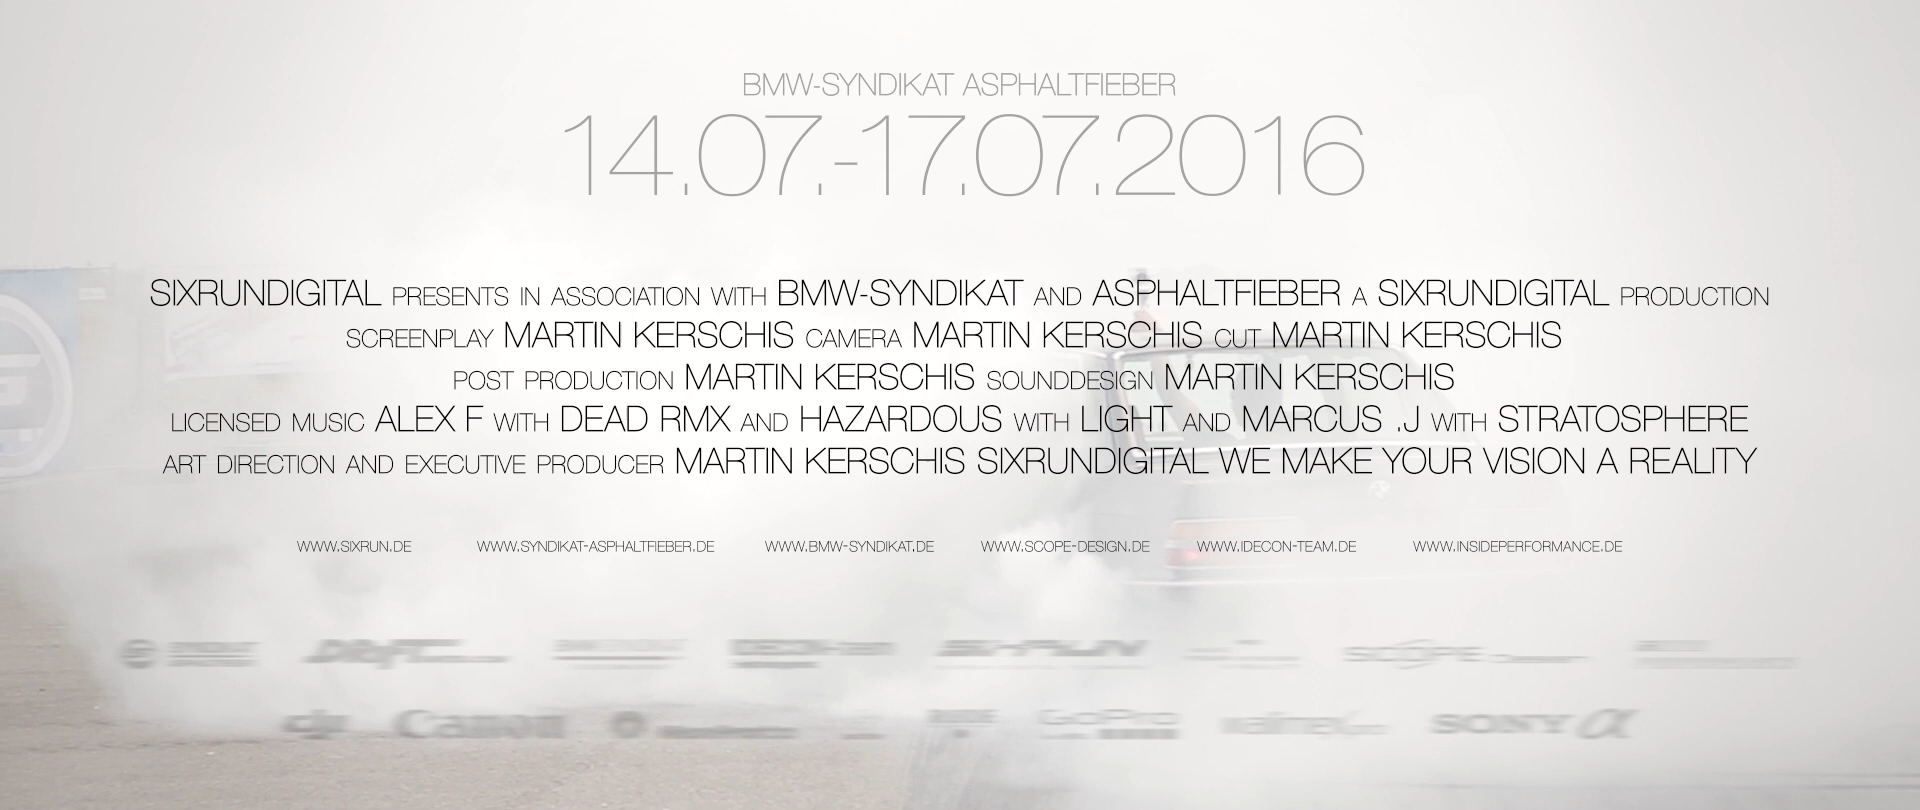 BMW-SYNDIKAT ASPHALTFIEBER
14.07.-17.07.2016
SIXRUNDIGITAL PRESENTS IN ASSOCIATION WITH BMW-SYNDIKAT AND ASPHALTFIEBER A SIXRUNDIGITAL PRODUCTION
SCREENPLAY MARTIN KERSCHIS CAMERA MARTIN KERSCHIS CUT MARTIN KERSCHIS
POST PRODUCTION MARTIN KERSCHIS SOUNDDESIGN MARTIN KERSCHIS
LICENSED MUSIC ALEX F WITH DEAD RMX AND HAZARDOUS WITH LIGHT AND MARCUS .J WITH STRATOSPHERE
ART DIRECTION AND EXECUTIVE PRODUCER MARTIN KERSCHIS SIXRUNDIGITAL WE MAKE YOUR VISION A REALITY
WWW.SIXRUN.DE WWW.SYNDIKAT-ASPHALTFIEBER.DE WWW.BMW-SYNDIKAT.DE WWW.SCOPE-DESIGN.DE WWW.IDECON-TEAM.DE WWW.INSIDEPERFORMANCE.DE
SCOPE
dji Canon GoPro SONY α